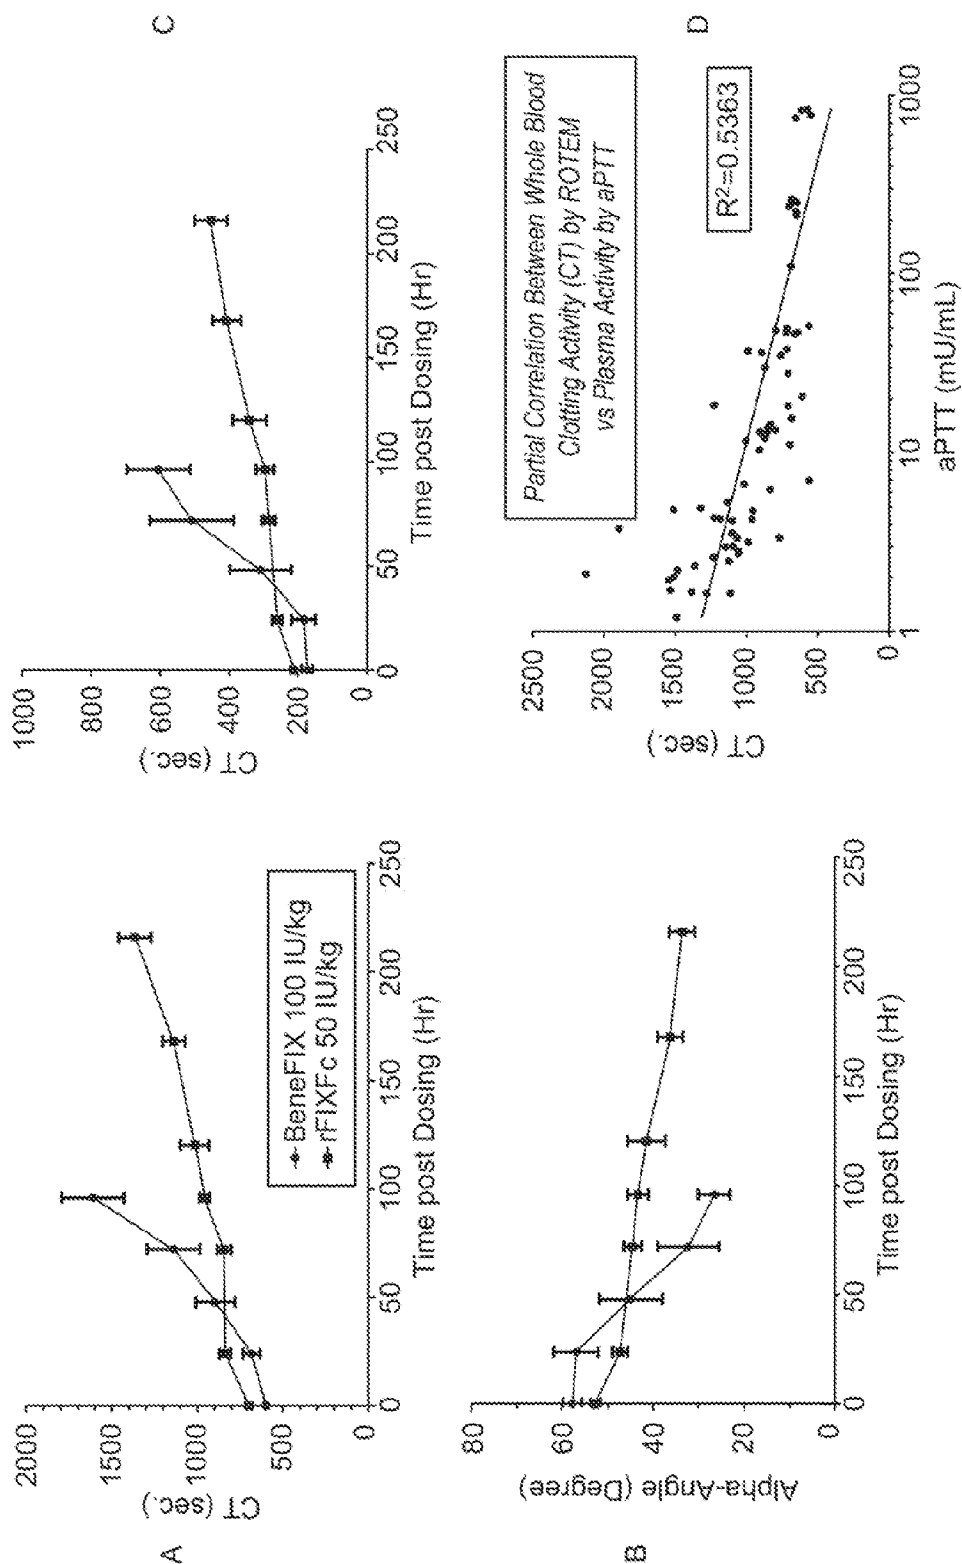 A
CT (sec.)
2000
1000
500
0
0
50
100
150
200
250
Time post Dosing (Hr)
BeneFIX 100 IU/kg
rFIXFc 50 IU/kg
B
Alpha-Angle (Degree)
80
60
40
20
0
0
50
100
150
200
250
Time post Dosing (Hr)
C
CT (sec.)
1000
800
600
400
200
0
0
50
100
150
200
250
Time post Dosing (Hr)
D
Partial Correlation Between Whole Blood
Clotting Activity (CT) by ROTEM
vs Plasma Activity by aPTT
R²=0.5363
CT (sec.)
2500
2000
1500
1000
500
0
1
10
100
1000
aPTT (mU/mL)